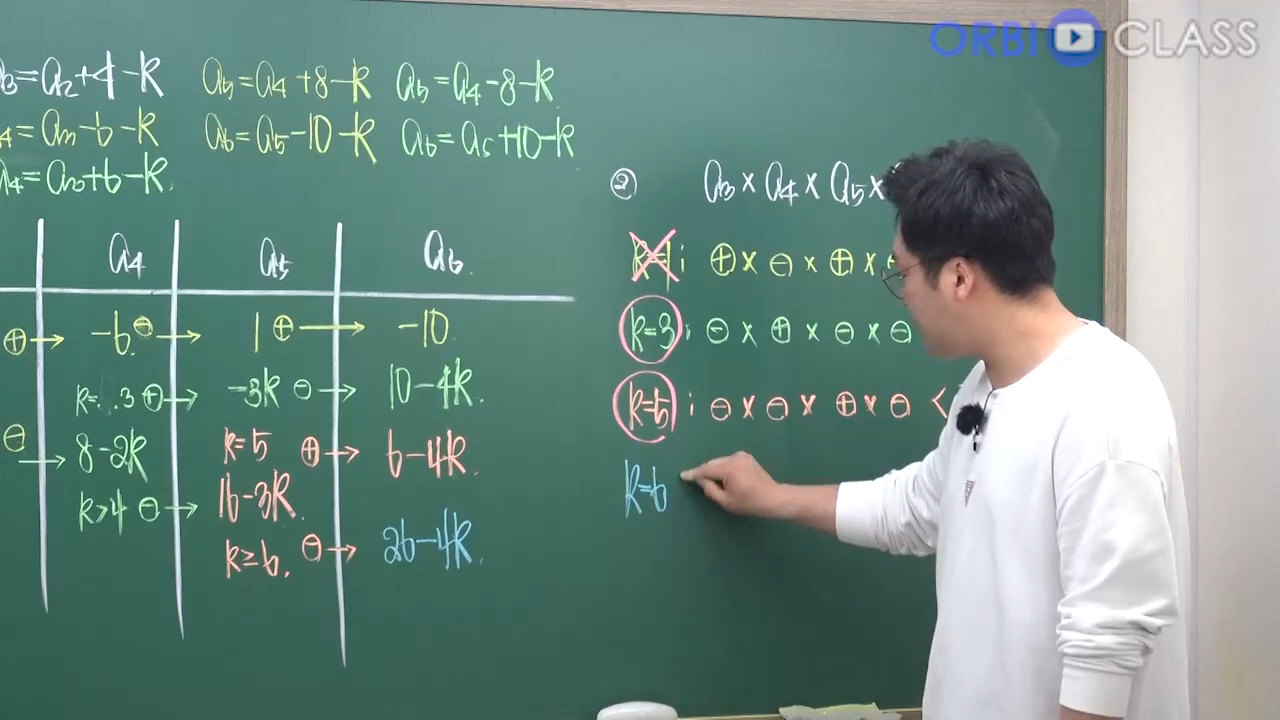 ORBI CLASS
a₃=a₂+4-k
a₅=a₄+8-k
a₅=a₄-8-k
a₄=a₃-6-k
a₆=a₅-10-k
a₆=a₅+10-k
a₄=a₃+6-k
a₄ a₅ a₆
⊕ → -6 ⊖ → 1 ⊕ → -10
k= 3 ⊕ → -3k ⊖ → 10-4k
⊖ → 8-2k k=5 ⊕ → 6-4k
k>4 ⊖ → 16-3k
k≥6 ⊖ → 26-4k
② a₃×a₄×a₅×
k=1; ⊕×⊖×⊕×
k=3; ⊖×⊕×⊖×⊖
k=5; ⊖×⊖×⊕×⊖ <
k=6